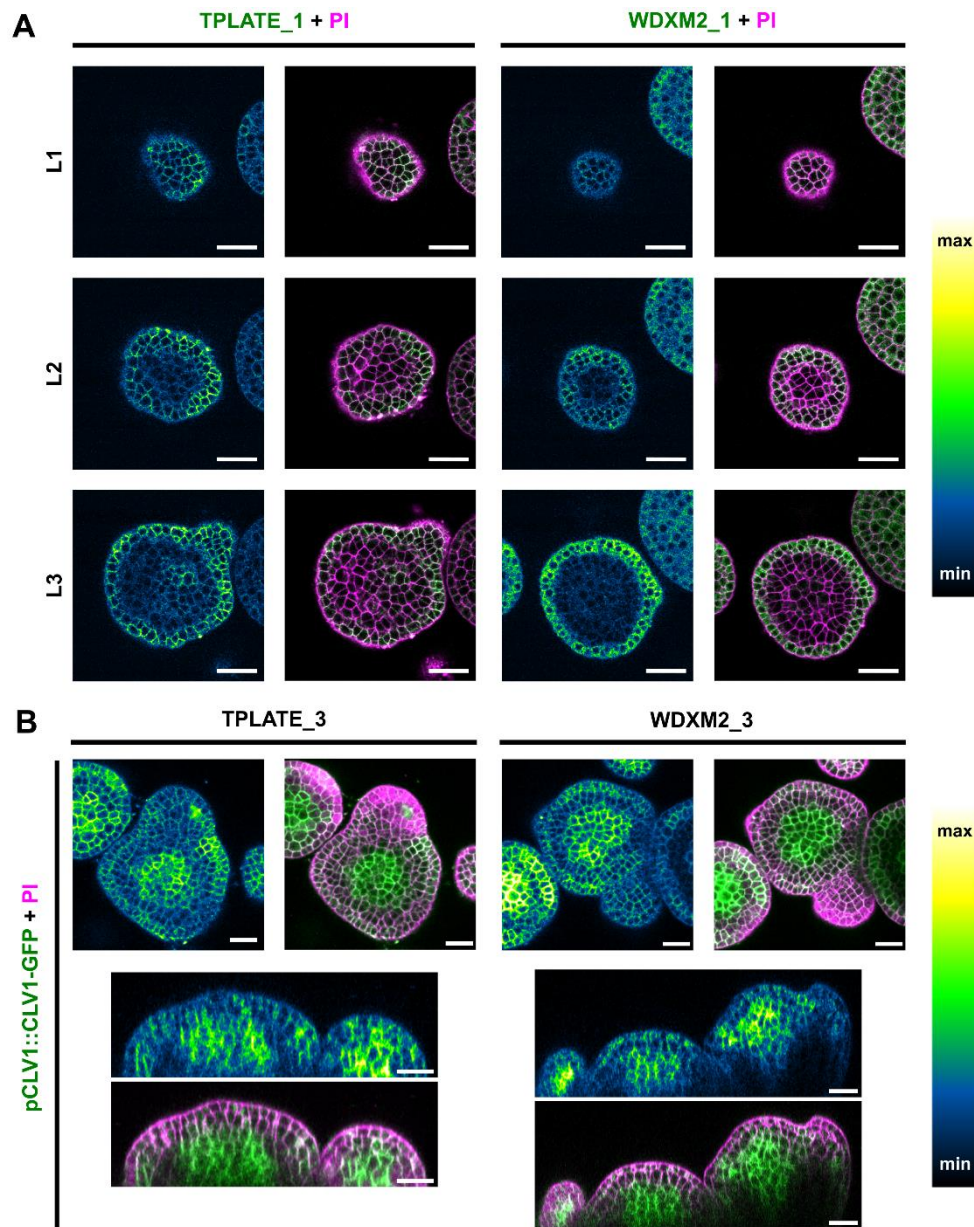 A
TPLATE_1 + PI
WDXM2_1 + PI
L1
L2
L3
max
min
B
TPLATE_3
WDXM2_3
pCLV1::CLV1-GFP + PI
max
min